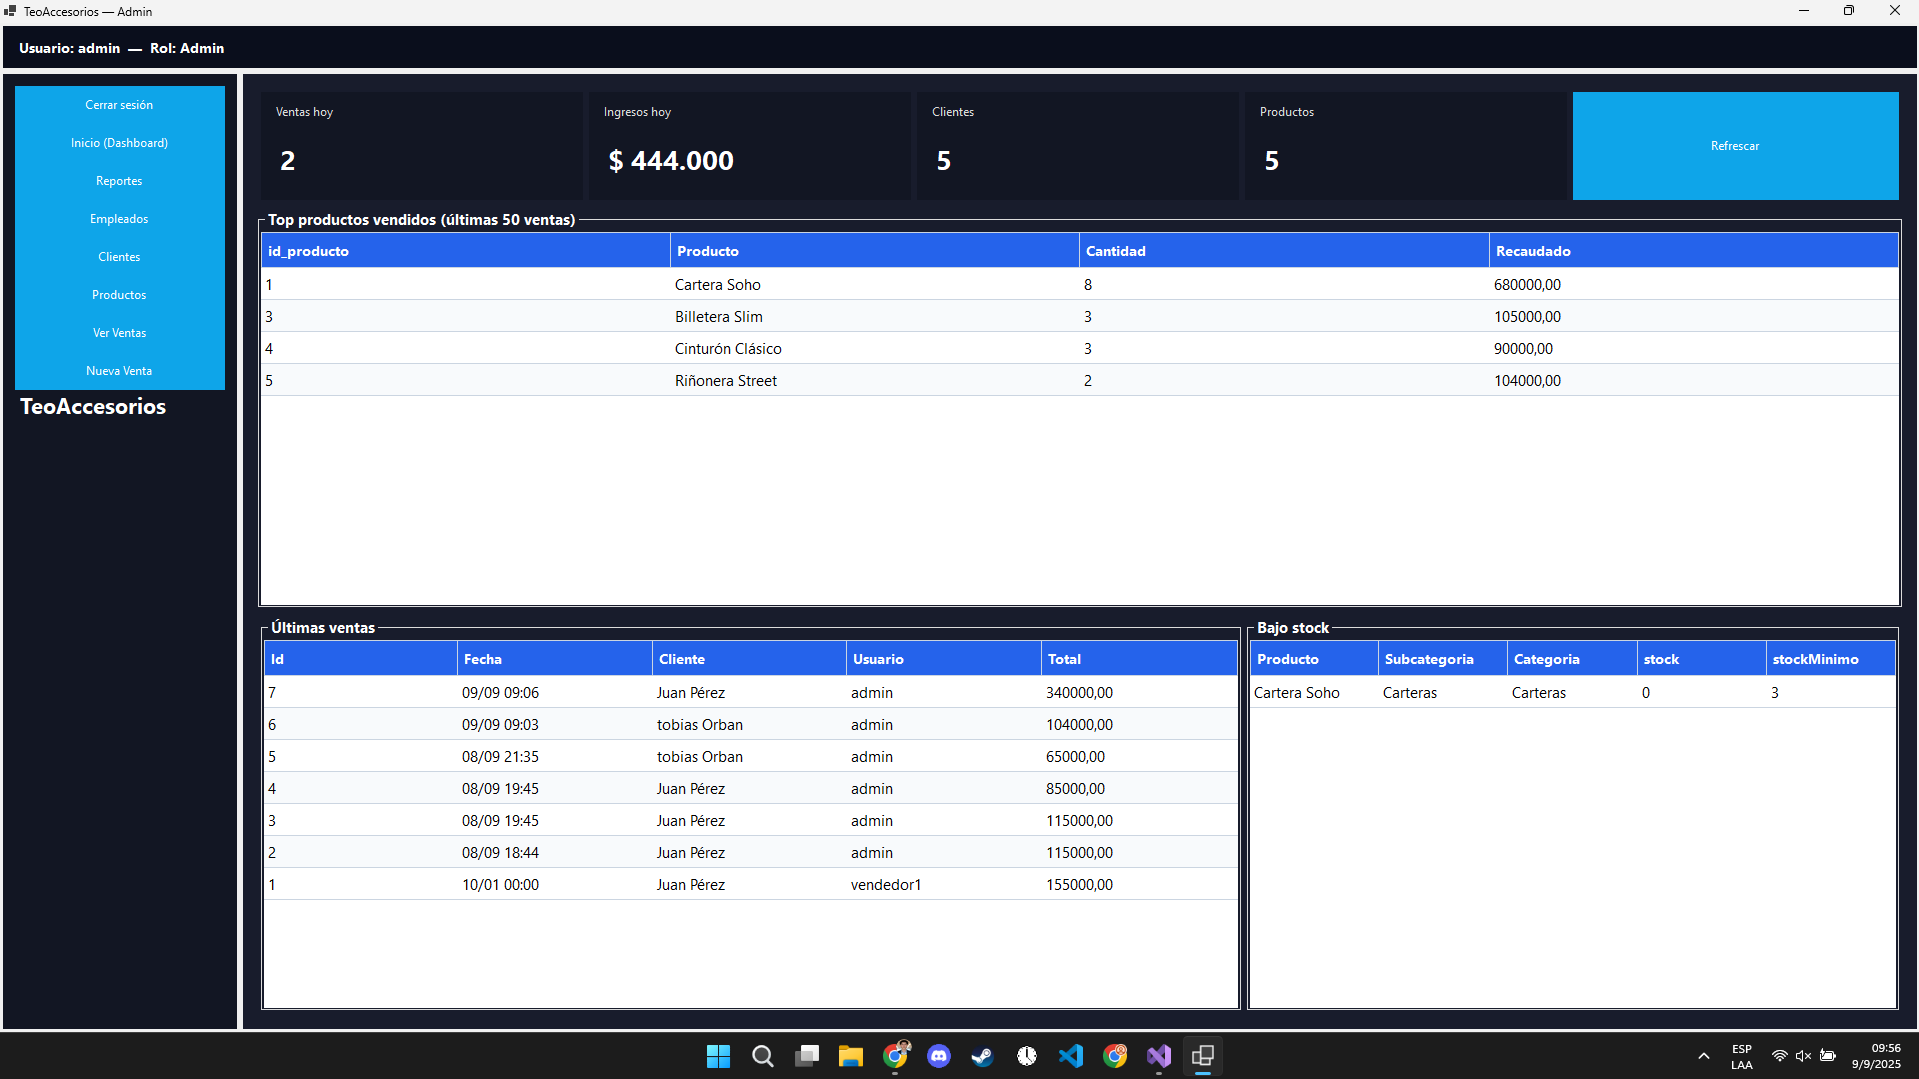 TeoAccesorios — Admin
Usuario: admin — Rol: Admin
Cerrar sesión
Inicio (Dashboard)
Reportes
Empleados
Clientes
Productos
Ver Ventas
Nueva Venta
TeoAccesorios
Ventas hoy
2
Ingresos hoy
$ 444.000
Clientes
5
Productos
5
Refrescar
Top productos vendidos (últimas 50 ventas)
id_producto Producto Cantidad Recaudado
1 Cartera Soho 8 680000,00
3 Billetera Slim 3 105000,00
4 Cinturón Clásico 3 90000,00
5 Riñonera Street 2 104000,00
Últimas ventas
Id Fecha Cliente Usuario Total
7 09/09 09:06 Juan Pérez admin 340000,00
6 09/09 09:03 tobias Orban admin 104000,00
5 08/09 21:35 tobias Orban admin 65000,00
4 08/09 19:45 Juan Pérez admin 85000,00
3 08/09 19:45 Juan Pérez admin 115000,00
2 08/09 18:44 Juan Pérez admin 115000,00
1 10/01 00:00 Juan Pérez vendedor1 155000,00
Bajo stock
Producto Subcategoria Categoria stock stockMinimo
Cartera Soho Carteras Carteras 0 3
ESP
LAA
09:56
9/9/2025